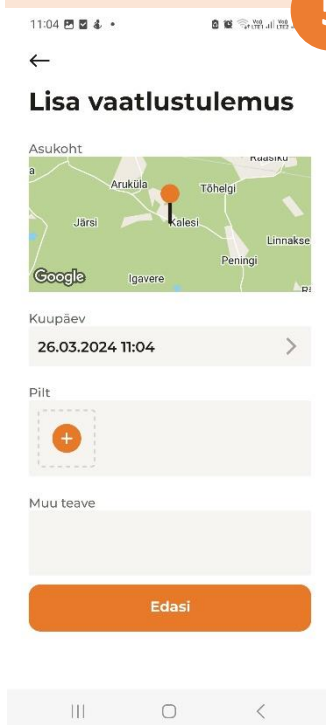 11:04
Lisa vaatlustulemus
Asukoht
Raasiku
a
Aruküla
Tõhelgi
Järsi
Kalesi
Linnakse
Peningi
Google
Igavere
Kuupäev
26.03.2024 11:04
Pilt
+
Muu teave
Edasi